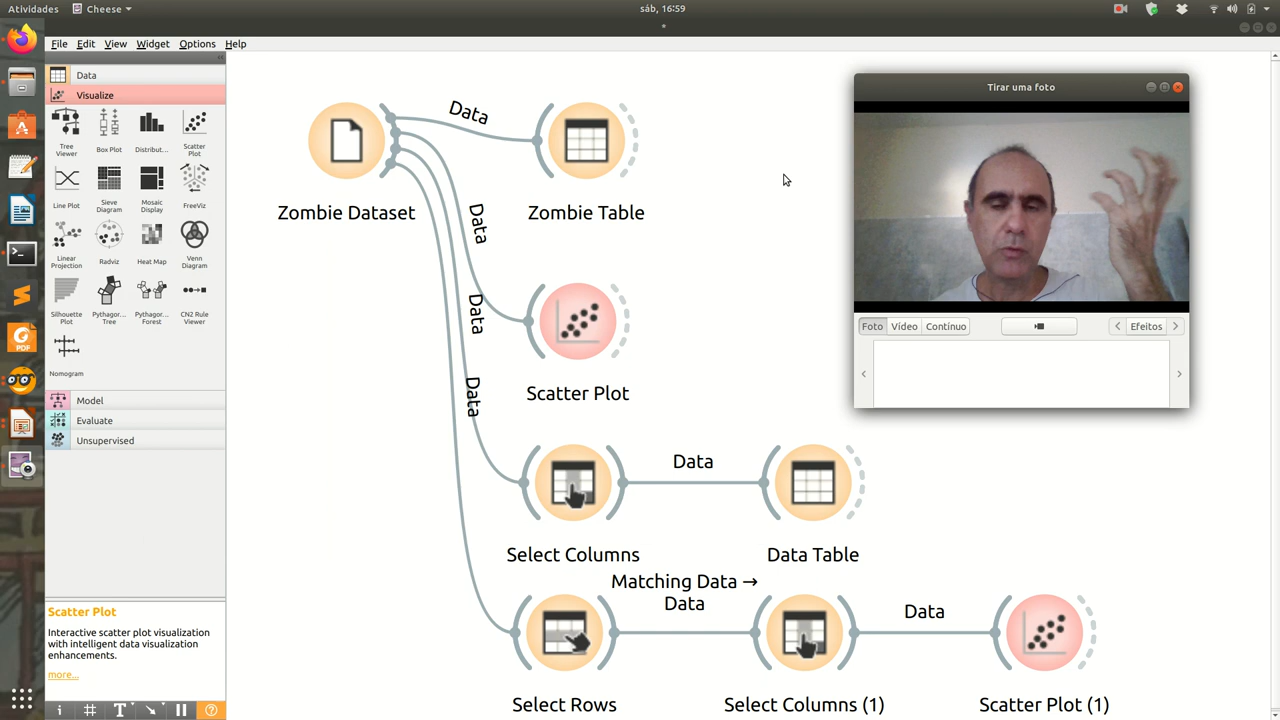 Atividades
Cheese
sáb, 16:59
File Edit View Widget Options Help
Data
Visualize
Tree Viewer
Box Plot
Distribut...
Scatter Plot
Line Plot
Sieve Diagram
Mosaic Display
FreeViz
Linear Projection
Radviz
Heat Map
Venn Diagram
Silhouette Plot
Pythagor... Tree
Pythagor... Forest
CN2 Rule Viewer
Nomogram
Model
Evaluate
Unsupervised
Scatter Plot
Interactive scatter plot visualization
with intelligent data visualization
enhancements.
more...
Data
Zombie Dataset
Zombie Table
Data
Data
Data
Scatter Plot
Data
Select Columns
Data Table
Matching Data →
Data
Data
Select Rows
Select Columns (1)
Scatter Plot (1)
Tirar uma foto
Foto Vídeo Contínuo
Efeitos
PDF